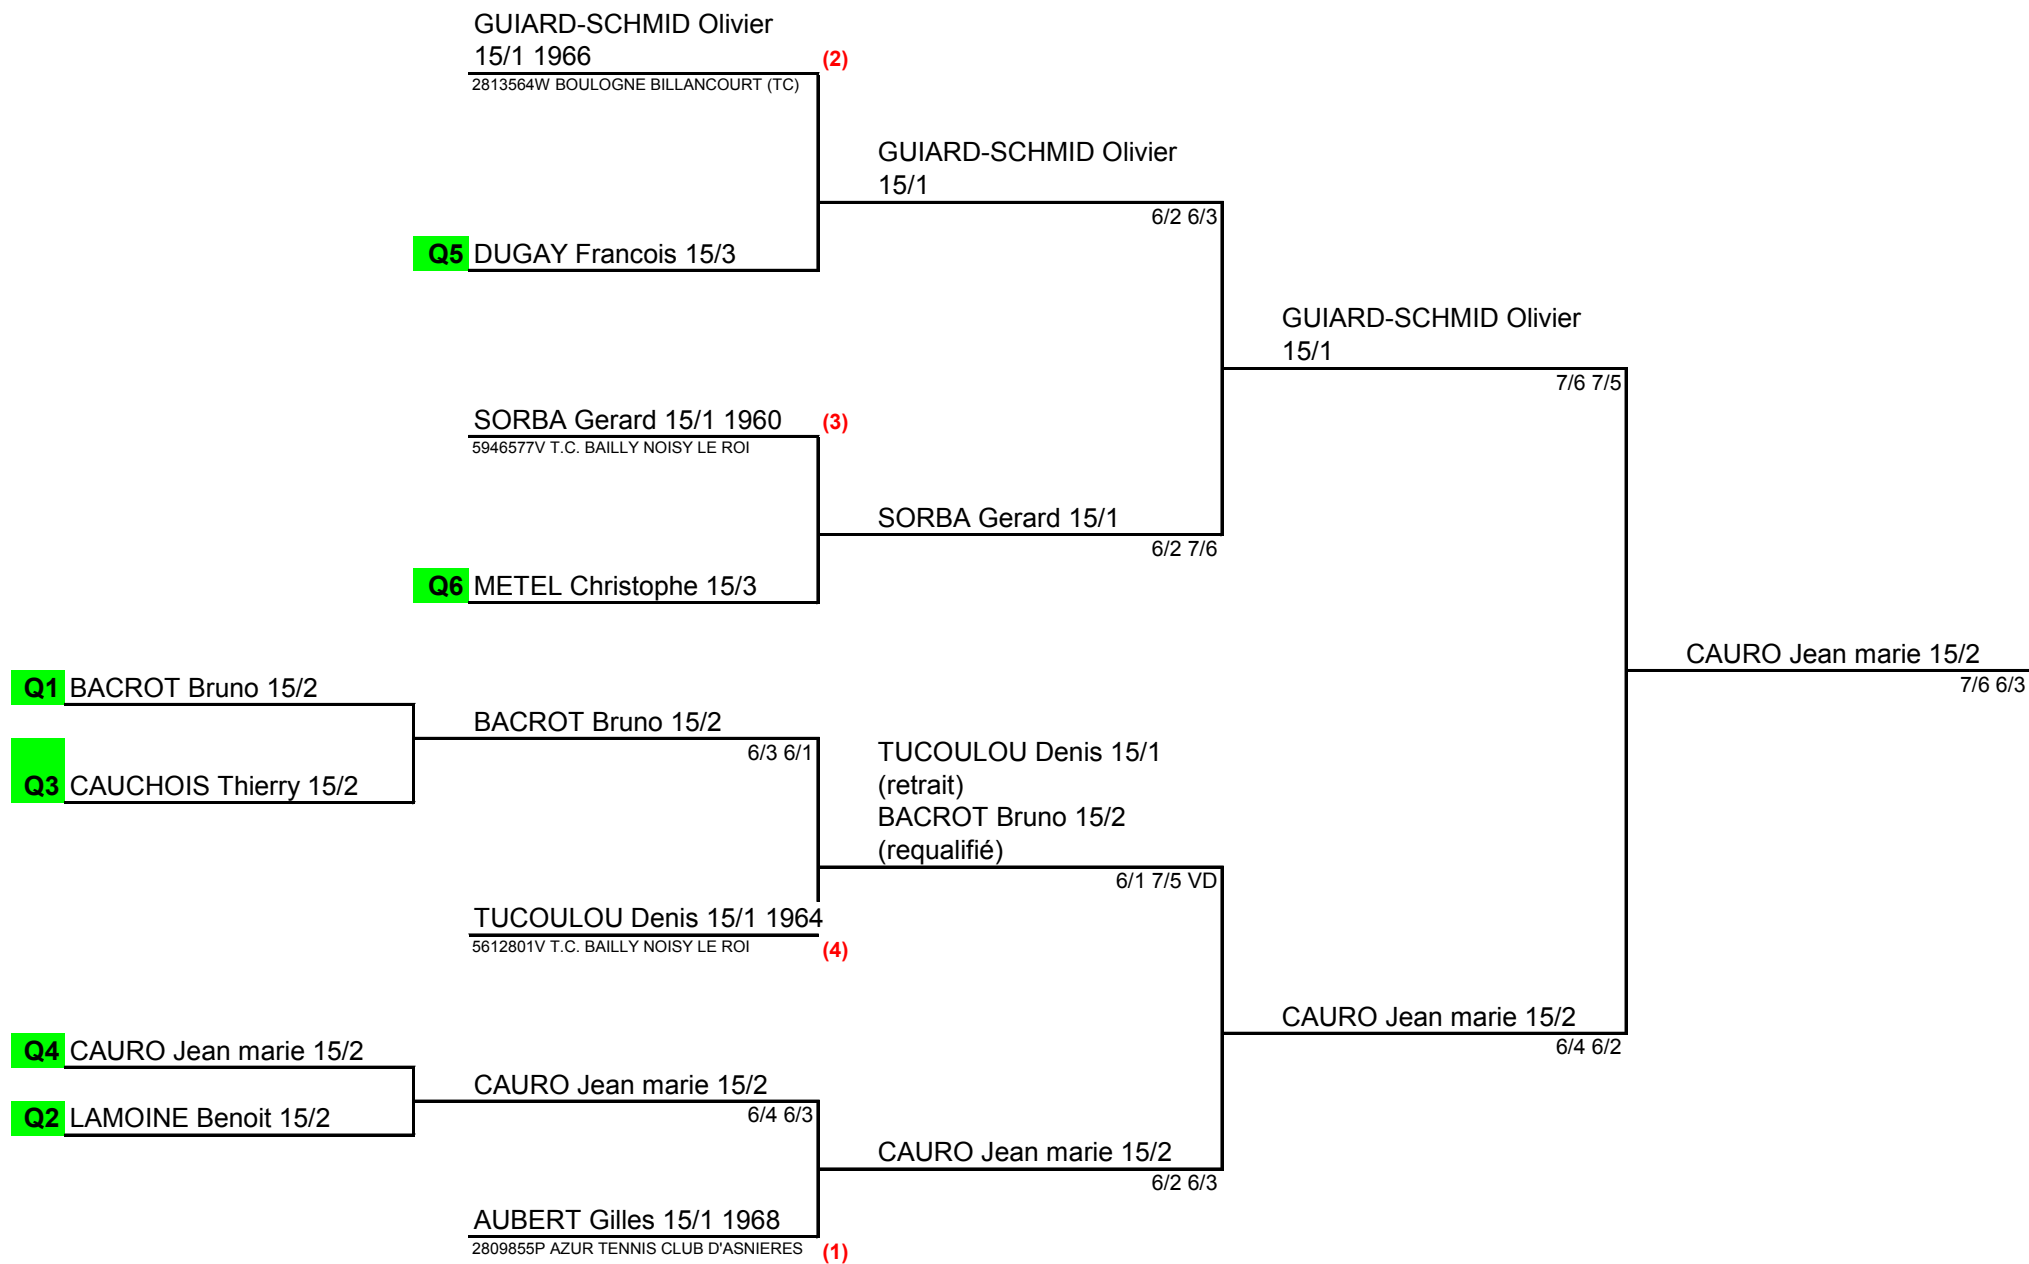 GUIARD-SCHMID Olivier
15/1 1966
(2)
2813564W BOULOGNE BILLANCOURT (TC)
GUIARD-SCHMID Olivier
15/1
6/2 6/3
Q5 DUGAY Francois 15/3
GUIARD-SCHMID Olivier
15/1
7/6 7/5
SORBA Gerard 15/1 1960
(3)
5946577V T.C. BAILLY NOISY LE ROI
SORBA Gerard 15/1
6/2 7/6
Q6 METEL Christophe 15/3
CAURO Jean marie 15/2
7/6 6/3
Q1 BACROT Bruno 15/2
BACROT Bruno 15/2
6/3 6/1
Q3 CAUCHOIS Thierry 15/2
TUCOULOU Denis 15/1
(retrait)
BACROT Bruno 15/2
(requalifié)
6/1 7/5 VD
TUCOULOU Denis 15/1 1964
5612801V T.C. BAILLY NOISY LE ROI
(4)
CAURO Jean marie 15/2
6/4 6/2
Q4 CAURO Jean marie 15/2
CAURO Jean marie 15/2
6/4 6/3
Q2 LAMOINE Benoit 15/2
CAURO Jean marie 15/2
6/2 6/3
AUBERT Gilles 15/1 1968
2809855P AZUR TENNIS CLUB D'ASNIERES
(1)